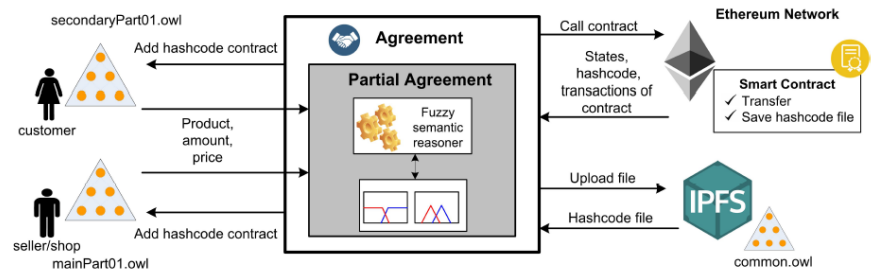 secondaryPart01.owl
Add hashcode contract
customer
Product,
amount,
price
seller/shop
Add hashcode contract
mainPart01.owl
Agreement
Partial Agreement
Fuzzy
semantic
reasoner
Call contract
States,
hashcode,
transactions of
contract
Ethereum Network
Smart Contract
✓ Transfer
✓ Save hashcode file
Upload file
Hashcode file
IPFS
common.owl